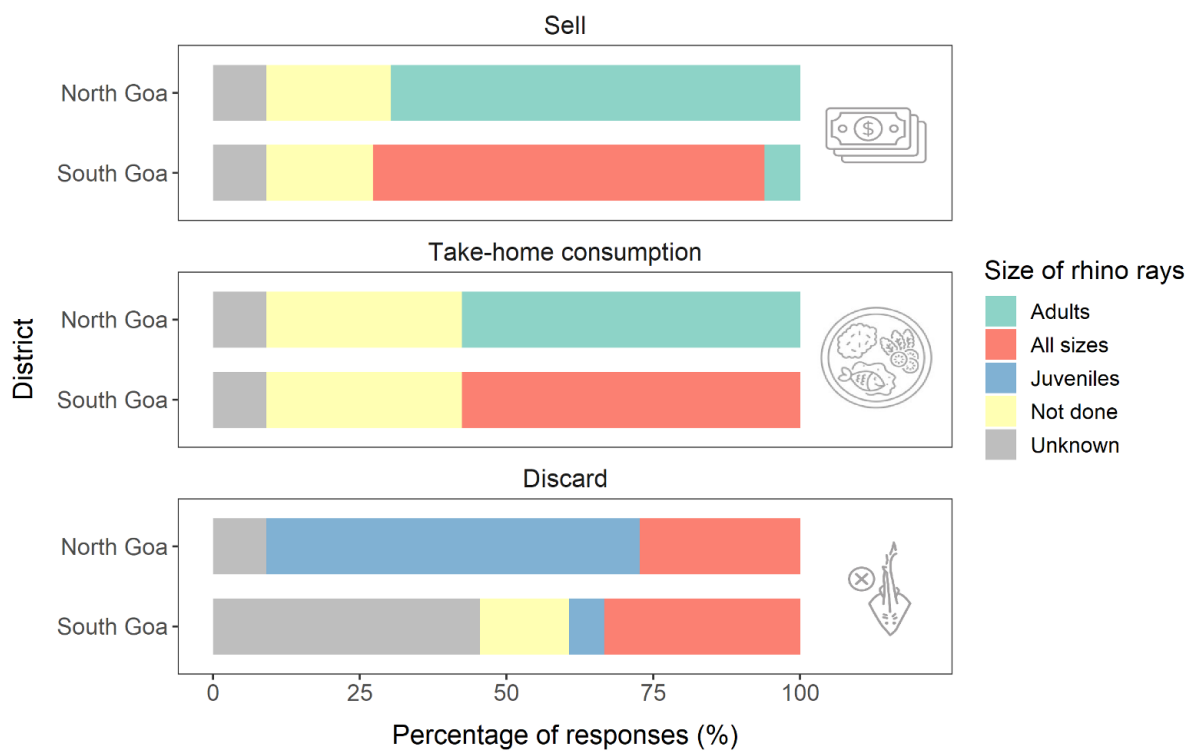 Sell
North Goa
South Goa
$
Take-home consumption
North Goa
South Goa
Discard
North Goa
South Goa
0 25 50 75 100
Percentage of responses (%)
District
Size of rhino rays
Adults
All sizes
Juveniles
Not done
Unknown